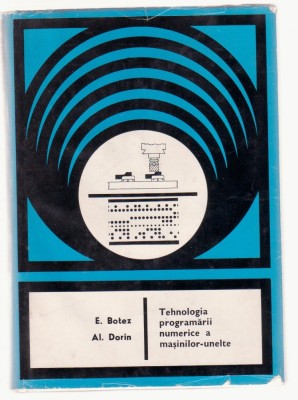 E. Botez
Al. Dorin
Tehnologia
programării
numerice a
mașinilor-unelte